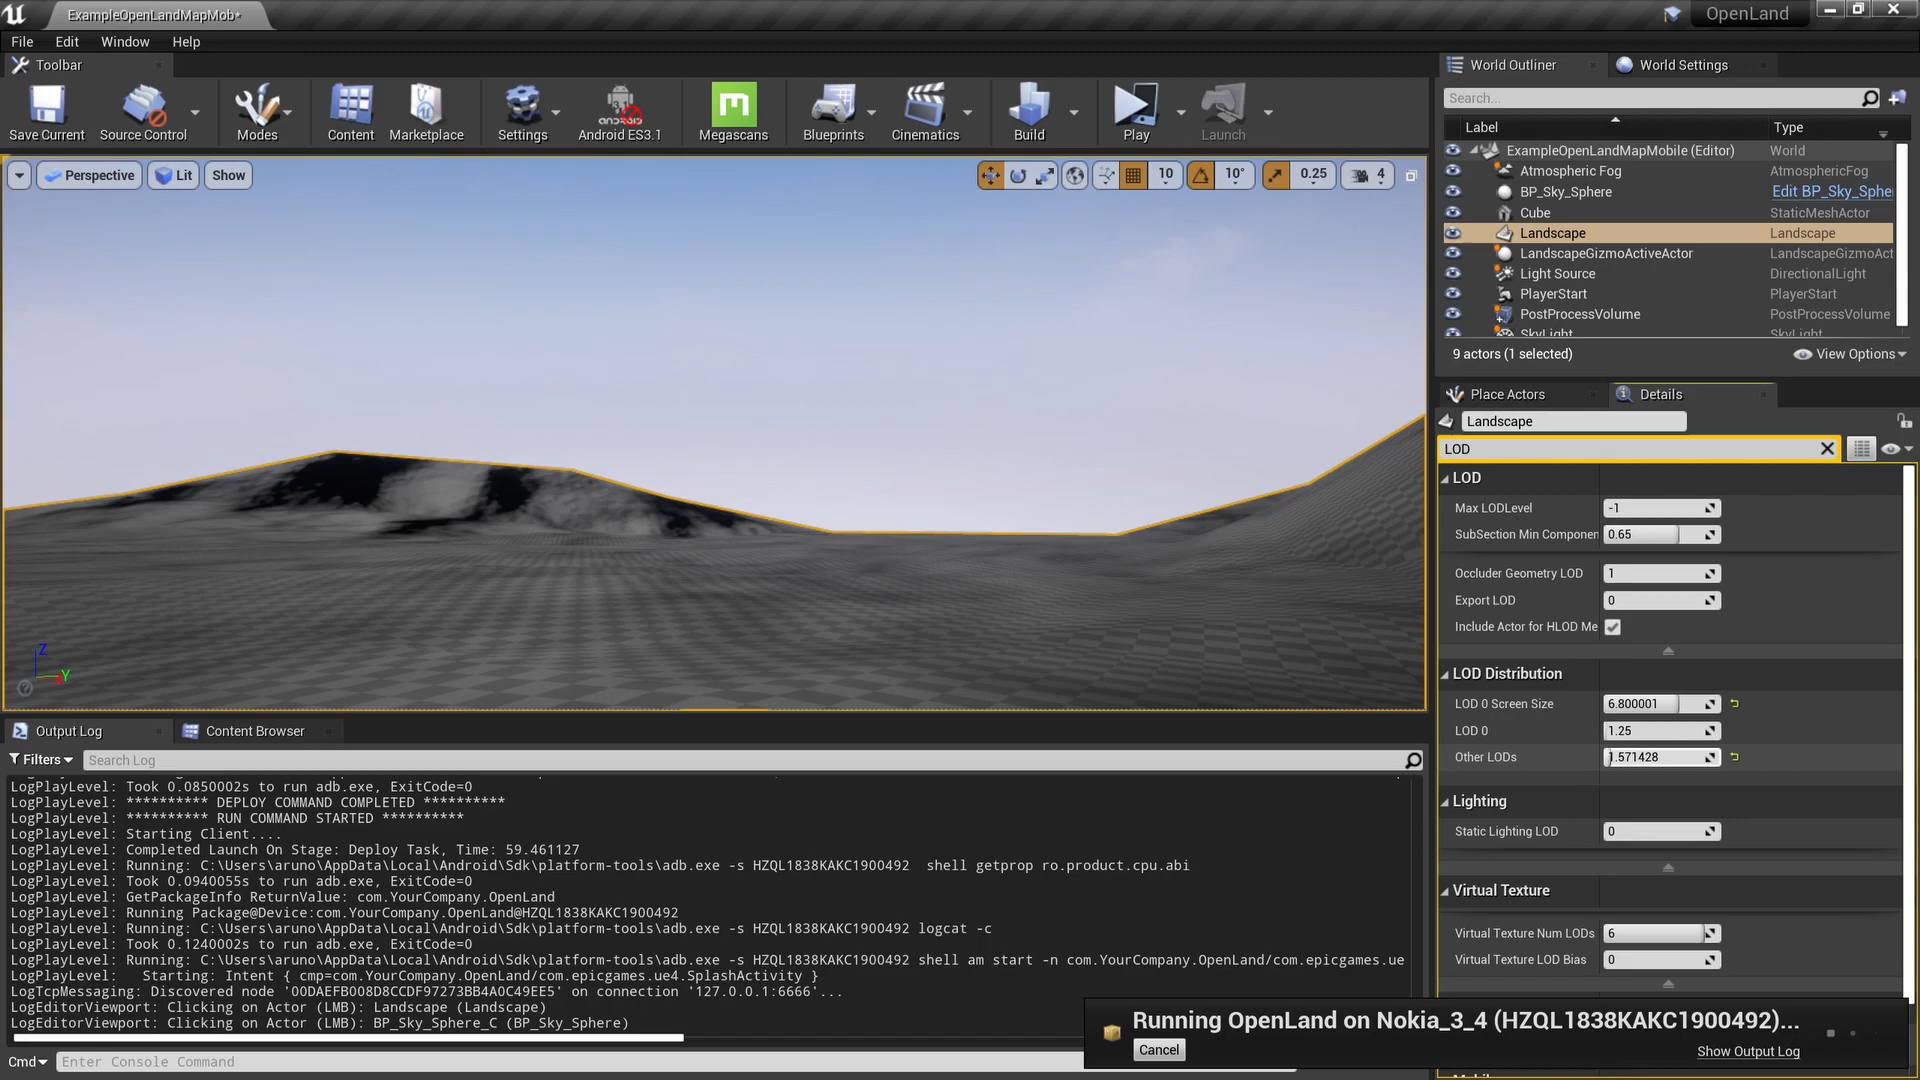 ExampleOpenLandMapMob*
OpenLand
File Edit Window Help
Toolbar
Save Current
Source Control
Modes
Content
Marketplace
Settings
Android ES3.1
Megascans
Blueprints
Cinematics
Build
Play
Launch
Perspective
Lit
Show
10
10°
0.25
4
World Outliner
World Settings
Search...
Label Type
ExampleOpenLandMapMobile (Editor) World
Atmospheric Fog AtmosphericFog
BP_Sky_Sphere Edit BP_Sky_Sphe
Cube StaticMeshActor
Landscape Landscape
LandscapeGizmoActiveActor LandscapeGizmoAct
Light Source DirectionalLight
PlayerStart PlayerStart
PostProcessVolume PostProcessVolume
SkyLight SkyLight
9 actors (1 selected)
View Options
Place Actors
Details
Landscape
LOD
LOD
Max LODLevel -1
SubSection Min Componen 0.65
Occluder Geometry LOD 1
Export LOD 0
Include Actor for HLOD Me
LOD Distribution
LOD 0 Screen Size 6.800001
LOD 0 1.25
Other LODs 1.571428
Lighting
Static Lighting LOD 0
Virtual Texture
Virtual Texture Num LODs 6
Virtual Texture LOD Bias 0
Z
Y
Output Log
Content Browser
Filters
Search Log
LogPlayLevel: Took 0.0850002s to run adb.exe, ExitCode=0
LogPlayLevel: ********** DEPLOY COMMAND COMPLETED **********
LogPlayLevel: ********** RUN COMMAND STARTED **********
LogPlayLevel: Starting Client....
LogPlayLevel: Completed Launch On Stage: Deploy Task, Time: 59.461127
LogPlayLevel: Running: C:\Users\aruno\AppData\Local\Android\Sdk\platform-tools\adb.exe -s HZQL1838KAKC1900492  shell getprop ro.product.cpu.abi
LogPlayLevel: Took 0.0940055s to run adb.exe, ExitCode=0
LogPlayLevel: GetPackageInfo ReturnValue: com.YourCompany.OpenLand
LogPlayLevel: Running Package@Device:com.YourCompany.OpenLand@HZQL1838KAKC1900492
LogPlayLevel: Running: C:\Users\aruno\AppData\Local\Android\Sdk\platform-tools\adb.exe -s HZQL1838KAKC1900492 logcat -c
LogPlayLevel: Took 0.1240002s to run adb.exe, ExitCode=0
LogPlayLevel: Running: C:\Users\aruno\AppData\Local\Android\Sdk\platform-tools\adb.exe -s HZQL1838KAKC1900492 shell am start -n com.YourCompany.OpenLand/com.epicgames.ue
LogPlayLevel:   Starting: Intent { cmp=com.YourCompany.OpenLand/com.epicgames.ue4.SplashActivity }
LogTcpMessaging: Discovered node '00DAEFB008D8CCDF97273BB4A0C49EE5' on connection '127.0.0.1:6666'...
LogEditorViewport: Clicking on Actor (LMB): Landscape (Landscape)
LogEditorViewport: Clicking on Actor (LMB): BP_Sky_Sphere_C (BP_Sky_Sphere)
Cmd
Enter Console Command
Running OpenLand on Nokia_3_4 (HZQL1838KAKC1900492)...
Cancel
Show Output Log